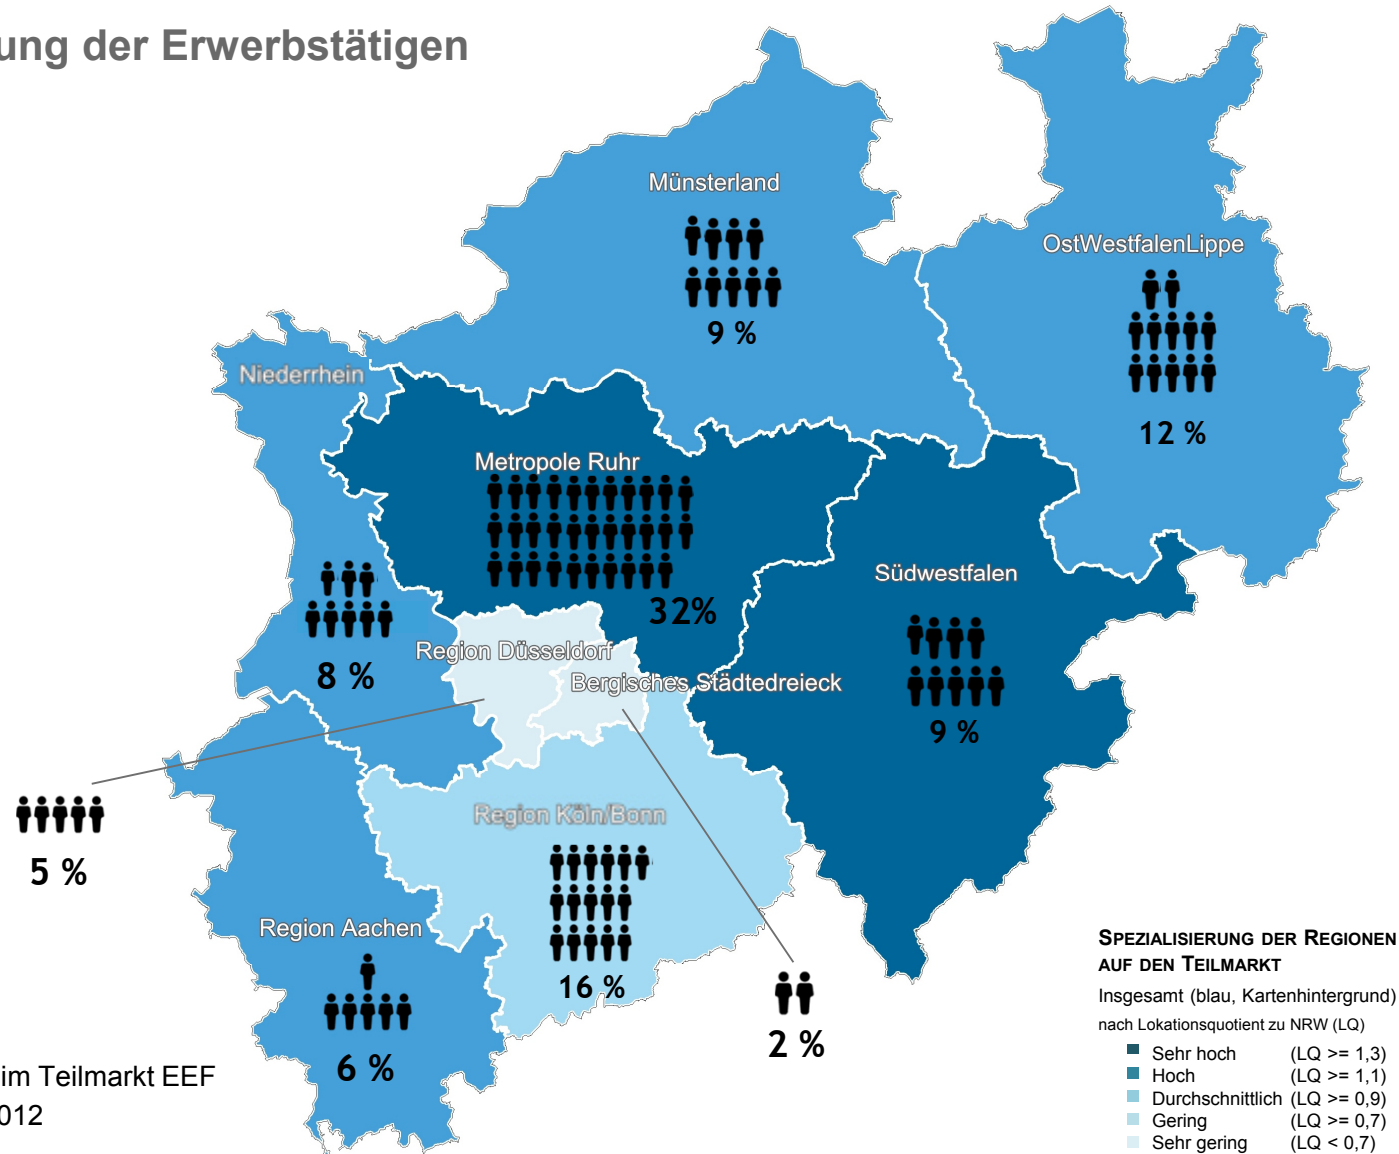 ung der Erwerbstätigen
Münsterland
9 %
OstWestfalenLippe
12 %
Niederrhein
8 %
Metropole Ruhr
32%
Südwestfalen
9 %
Region Düsseldorf
Bergisches Städtedreieck
5 %
Region Köln/Bonn
16 %
Region Aachen
6 %
2 %
im Teilmarkt EEF
012
SPEZIALISIERUNG DER REGIONEN
AUF DEN TEILMARKT
Insgesamt (blau, Kartenhintergrund)
nach Lokationsquotient zu NRW (LQ)
Sehr hoch (LQ >= 1,3)
Hoch (LQ >= 1,1)
Durchschnittlich (LQ >= 0,9)
Gering (LQ >= 0,7)
Sehr gering (LQ < 0,7)